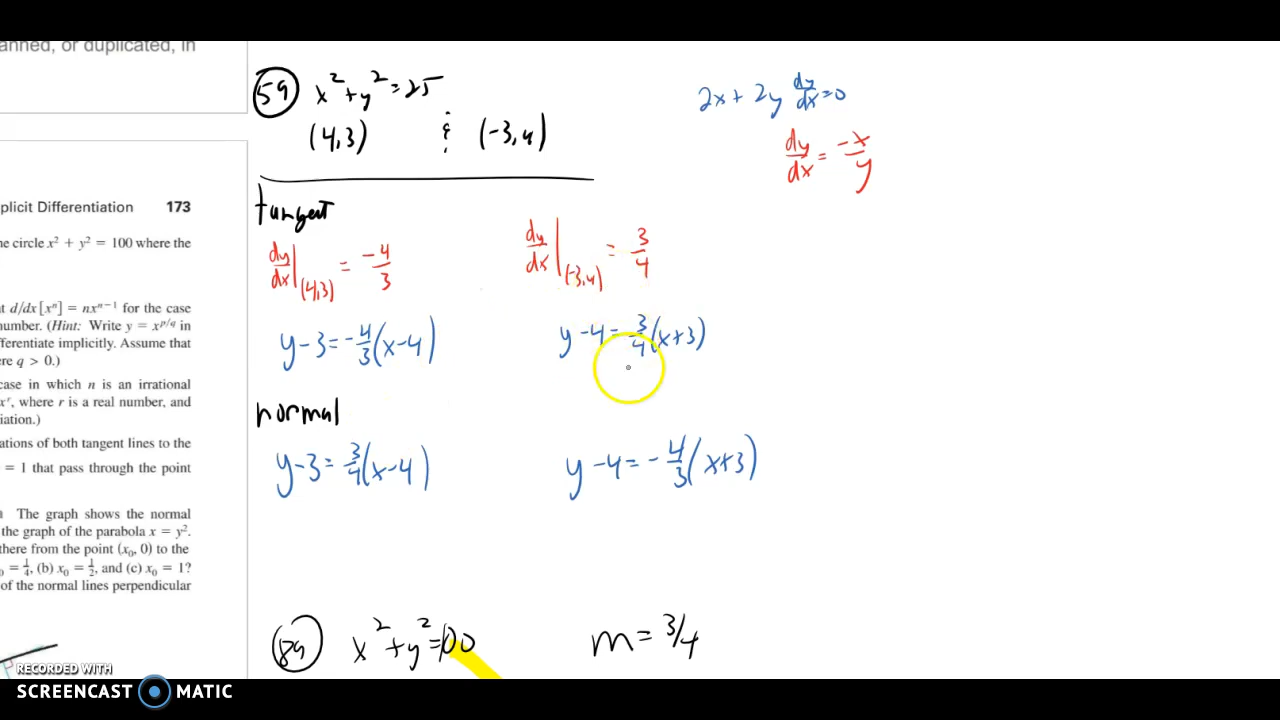 anned, or duplicated, in
plicit Differentiation 173
ne circle x² + y² = 100 where the
at d/dx [xⁿ] = nxⁿ⁻¹ for the case
number. (Hint: Write y = x^{p/q} in
fferentiate implicitly. Assume that
re q > 0.)
case in which n is an irrational
xʳ, where r is a real number, and
iation.)
ations of both tangent lines to the
= 1 that pass through the point
The graph shows the normal
the graph of the parabola x = y².
there from the point (x₀, 0) to the
₀ = 1/4, (b) x₀ = 1/2, and (c) x₀ = 1?
of the normal lines perpendicular
59 x² + y² = 25
(4,3) & (-3,4)
2x + 2y dy/dx = 0
dy/dx = -x/y
tangent
dy/dx |(4,3) = -4/3
dy/dx |(-3,4) = 3/4
y - 3 = -4/3 (x - 4)
y - 4 = 3/4 (x + 3)
normal
y - 3 = 3/4 (x - 4)
y - 4 = - 4/3 (x + 3)
89 x² + y² = 100 m = 3/4
RECORDED WITH
SCREENCAST MATIC